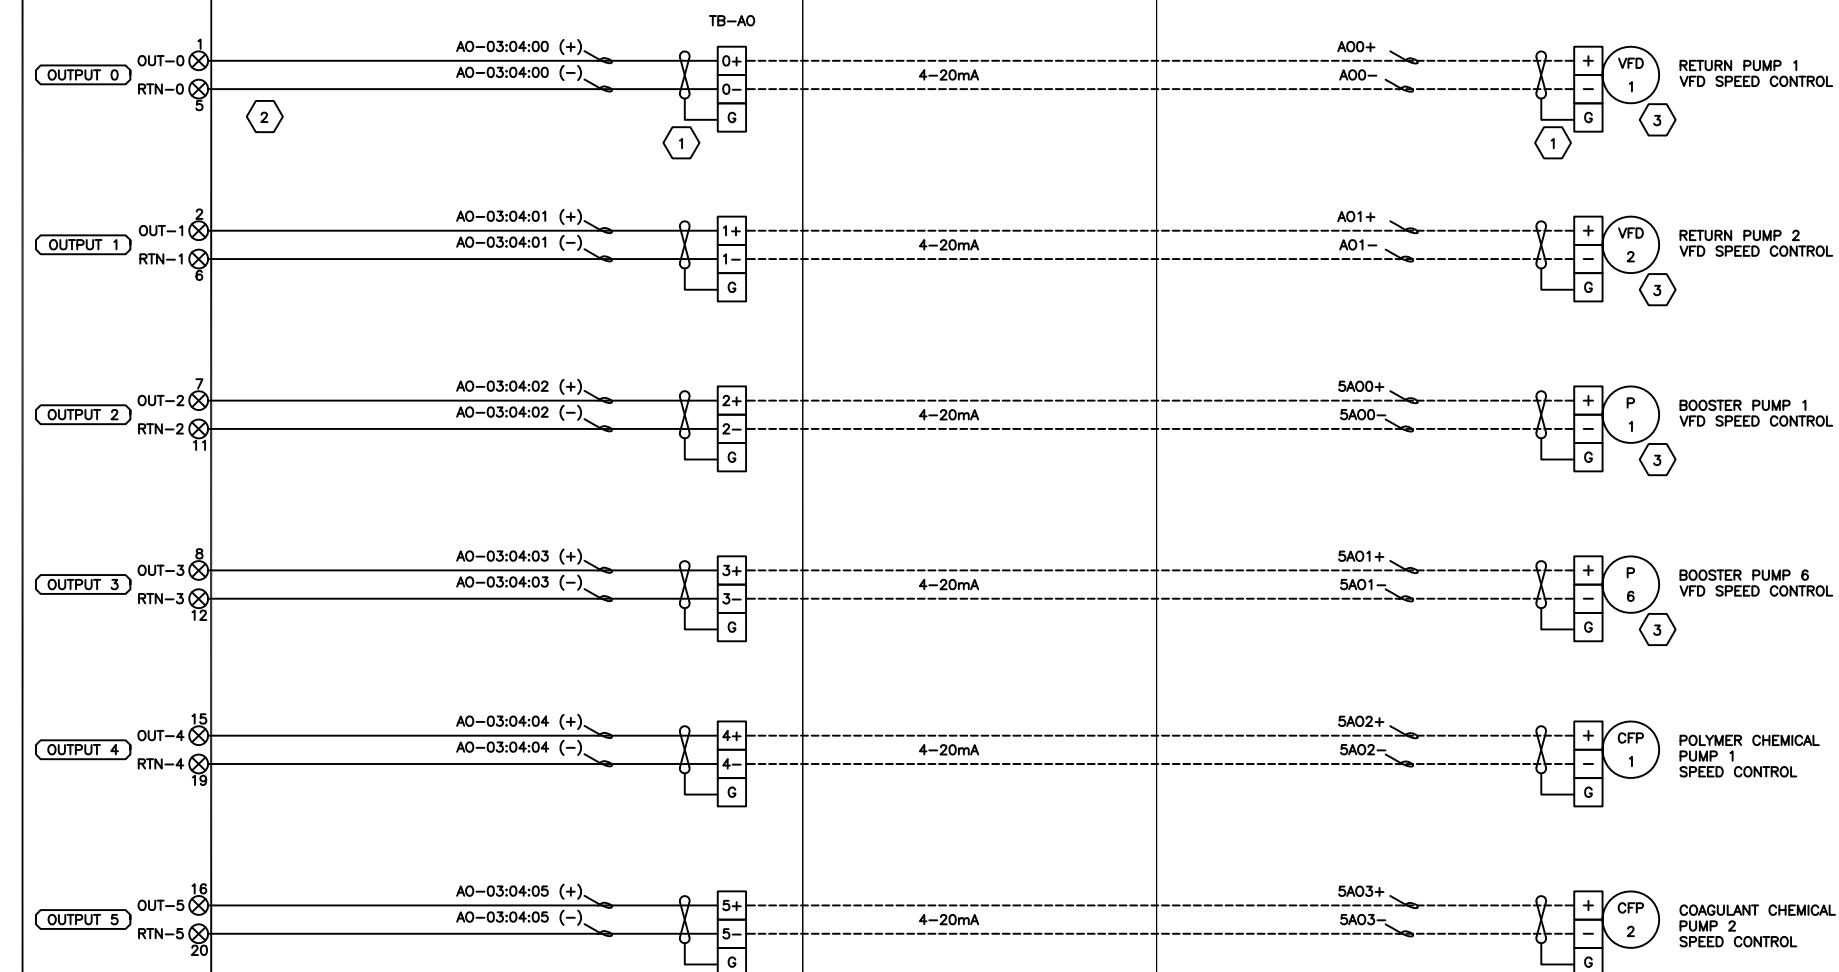 TB-AO
OUTPUT 0
1
OUT-0
RTN-0
5
2
AO-03:04:00 (+)
AO-03:04:00 (-)
1
0+
0-
G
4-20mA
AO0+
AO0-
1
+
-
G
VFD
1
3
RETURN PUMP 1
VFD SPEED CONTROL
OUTPUT 1
2
OUT-1
RTN-1
6
AO-03:04:01 (+)
AO-03:04:01 (-)
1+
1-
G
4-20mA
AO1+
AO1-
+
-
G
VFD
2
3
RETURN PUMP 2
VFD SPEED CONTROL
OUTPUT 2
7
OUT-2
RTN-2
11
AO-03:04:02 (+)
AO-03:04:02 (-)
2+
2-
G
4-20mA
5AO0+
5AO0-
+
-
G
P
1
3
BOOSTER PUMP 1
VFD SPEED CONTROL
OUTPUT 3
8
OUT-3
RTN-3
12
AO-03:04:03 (+)
AO-03:04:03 (-)
3+
3-
G
4-20mA
5AO1+
5AO1-
+
-
G
P
6
3
BOOSTER PUMP 6
VFD SPEED CONTROL
OUTPUT 4
15
OUT-4
RTN-4
19
AO-03:04:04 (+)
AO-03:04:04 (-)
4+
4-
G
4-20mA
5AO2+
5AO2-
+
-
G
CFP
1
POLYMER CHEMICAL
PUMP 1
SPEED CONTROL
OUTPUT 5
16
OUT-5
RTN-5
20
AO-03:04:05 (+)
AO-03:04:05 (-)
5+
5-
G
4-20mA
5AO3+
5AO3-
+
-
G
CFP
2
COAGULANT CHEMICAL
PUMP 2
SPEED CONTROL